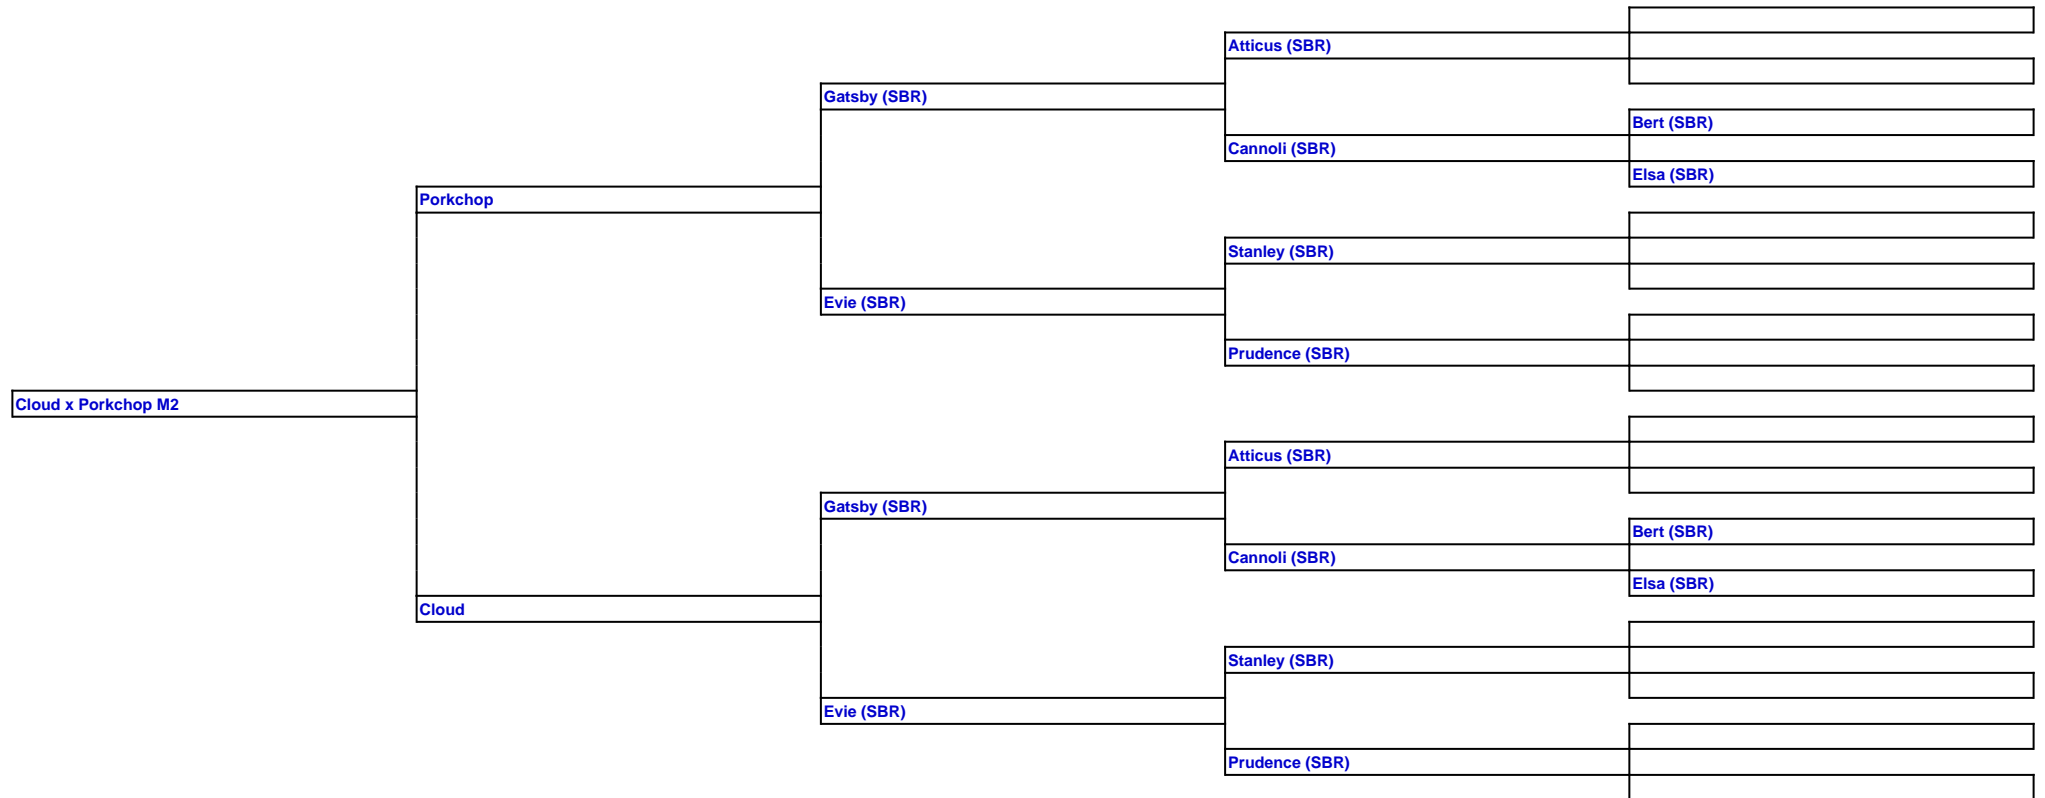 Atticus (SBR)
Gatsby (SBR)
Bert (SBR)
Cannoli (SBR)
Elsa (SBR)
Porkchop
Stanley (SBR)
Evie (SBR)
Prudence (SBR)
Cloud x Porkchop M2
Atticus (SBR)
Gatsby (SBR)
Bert (SBR)
Cannoli (SBR)
Elsa (SBR)
Cloud
Stanley (SBR)
Evie (SBR)
Prudence (SBR)